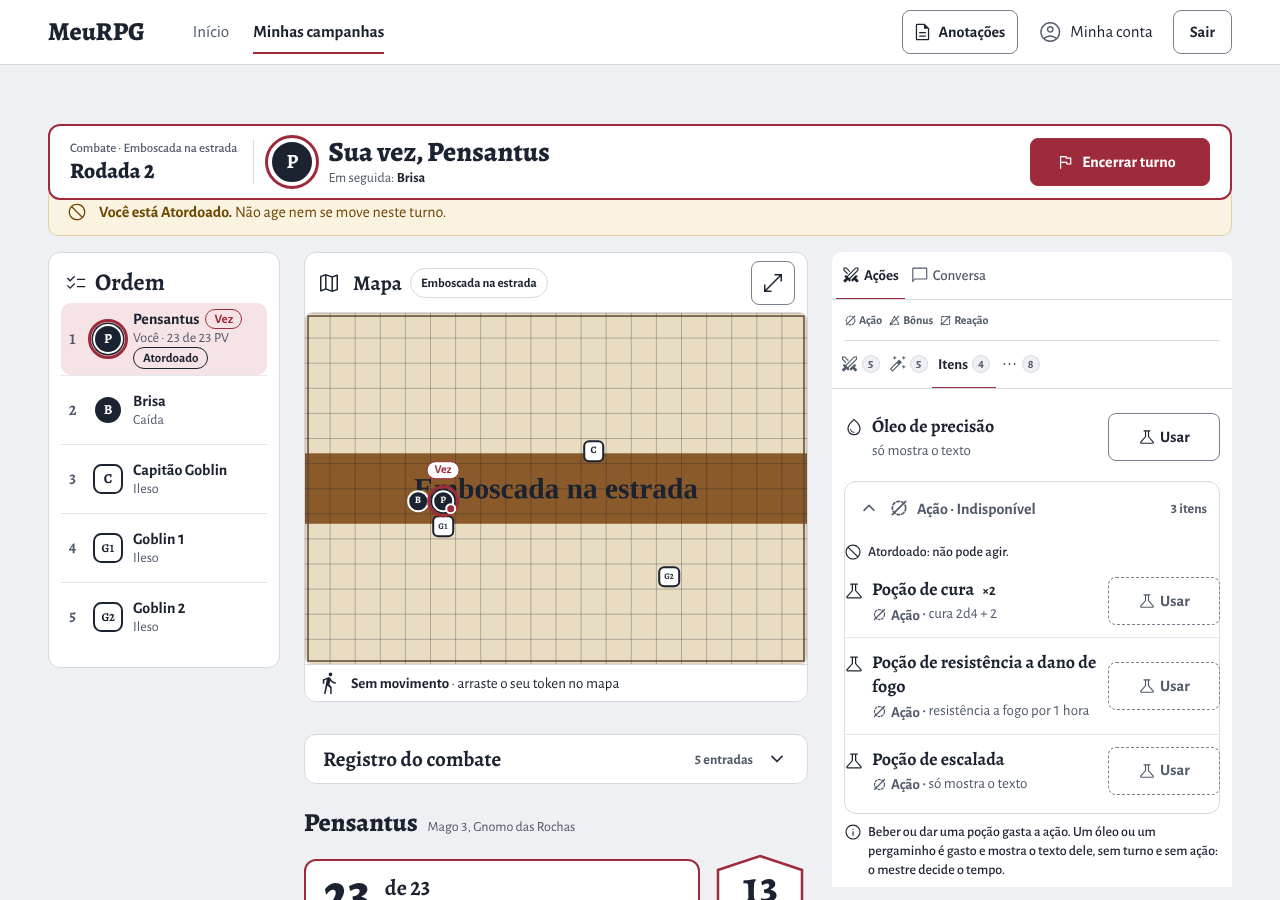 MeuRPG
Início
Minhas campanhas
Anotações
Minha conta
Sair
Combate · Emboscada na estrada
Rodada 2
P
Sua vez, Pensantus
Em seguida: Brisa
Encerrar turno
Você está Atordoado. Não age nem se move neste turno.
Ordem
1
P
Pensantus
Vez
Você · 23 de 23 PV
Atordoado
2
B
Brisa
Caída
3
C
Capitão Goblin
Ileso
4
G1
Goblin 1
Ileso
5
G2
Goblin 2
Ileso
Mapa
Emboscada na estrada
C
Vez
Emboscada na estrada
B
P
G1
G2
Sem movimento · arraste o seu token no mapa
Registro do combate
5 entradas
Pensantus
Mago 3, Gnomo das Rochas
23
de 23
13
Ações
Conversa
Ação
Bônus
Reação
5
5
Itens
4
8
Óleo de precisão
só mostra o texto
Usar
Ação · Indisponível
3 itens
Atordoado: não pode agir.
Poção de cura ×2
Ação · cura 2d4 + 2
Usar
Poção de resistência a dano de
fogo
Ação · resistência a fogo por 1 hora
Usar
Poção de escalada
Ação · só mostra o texto
Usar
Beber ou dar uma poção gasta a ação. Um óleo ou um
pergaminho é gasto e mostra o texto dele, sem turno e sem ação:
o mestre decide o tempo.